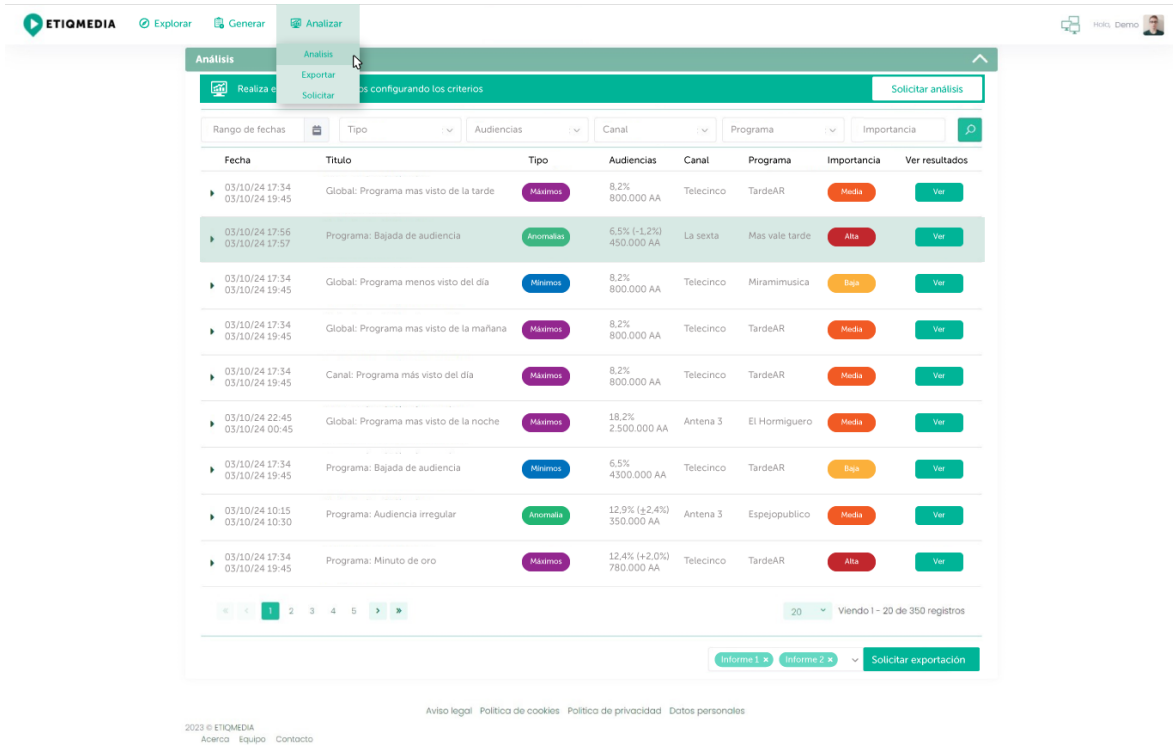 ETIQMEDIA Explorar Generar Analizar Hola, Demo
Análisis
Analisis
Exportar
Solicitar
Realiza e os configurando los criterios Solicitar análisis
Rango de fechas Tipo Audiencias Canal Programa Importancia
Fecha Titulo Tipo Audiencias Canal Programa Importancia Ver resultados
03/10/24 17:34 Global: Programa mas visto de la tarde Máximos 8,2% Telecinco TardeAR Media Ver
03/10/24 19:45 800.000 AA
03/10/24 17:56 Programa: Bajada de audiencia Anomalias 6,5% (-1,2%) La sexta Mas vale tarde Alta Ver
03/10/24 17:57 450.000 AA
03/10/24 17:34 Global: Programa menos visto del día Mínimos 8,2% Telecinco Miramimusica Baja Ver
03/10/24 19:45 800.000 AA
03/10/24 17:34 Global: Programa mas visto de la mañana Máximos 8,2% Telecinco TardeAR Media Ver
03/10/24 19:45 800.000 AA
03/10/24 17:34 Canal: Programa más visto del día Máximos 8,2% Telecinco TardeAR Media Ver
03/10/24 19:45 800.000 AA
03/10/24 22:45 Global: Programa mas visto de la noche Máximos 18,2% Antena 3 El Hormiguero Media Ver
03/10/24 00:45 2.500.000 AA
03/10/24 17:34 Programa: Bajada de audiencia Mínimos 6,5% Telecinco TardeAR Baja Ver
03/10/24 19:45 4300.000 AA
03/10/24 10:15 Programa: Audiencia irregular Anomalia 12,9% (±2,4%) Antena 3 Espejopublico Media Ver
03/10/24 10:30 350.000 AA
03/10/24 17:34 Programa: Minuto de oro Máximos 12,4% (+2,0%) Telecinco TardeAR Alta Ver
03/10/24 19:45 780.000 AA
« ‹ 1 2 3 4 5 › » 20 Viendo 1 - 20 de 350 registros
Informe 1 × Informe 2 × Solicitar exportación
Aviso legal Política de cookies Política de privacidad Datos personales
2023 © ETIQMEDIA
Acerca Equipo Contacto